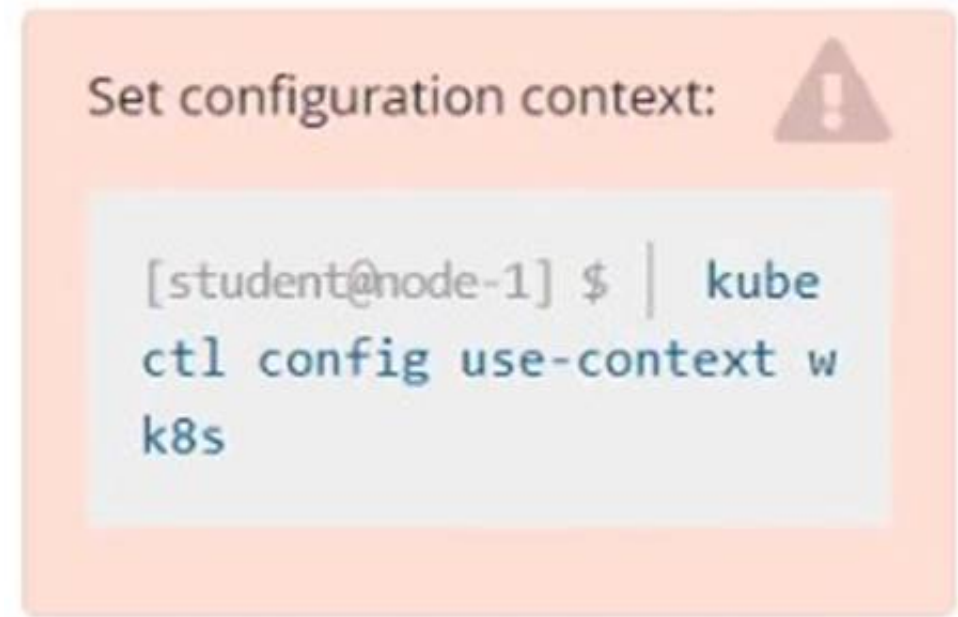 Set configuration context:
[student@node-1] $ | kube
ctl config use-context w
k8s